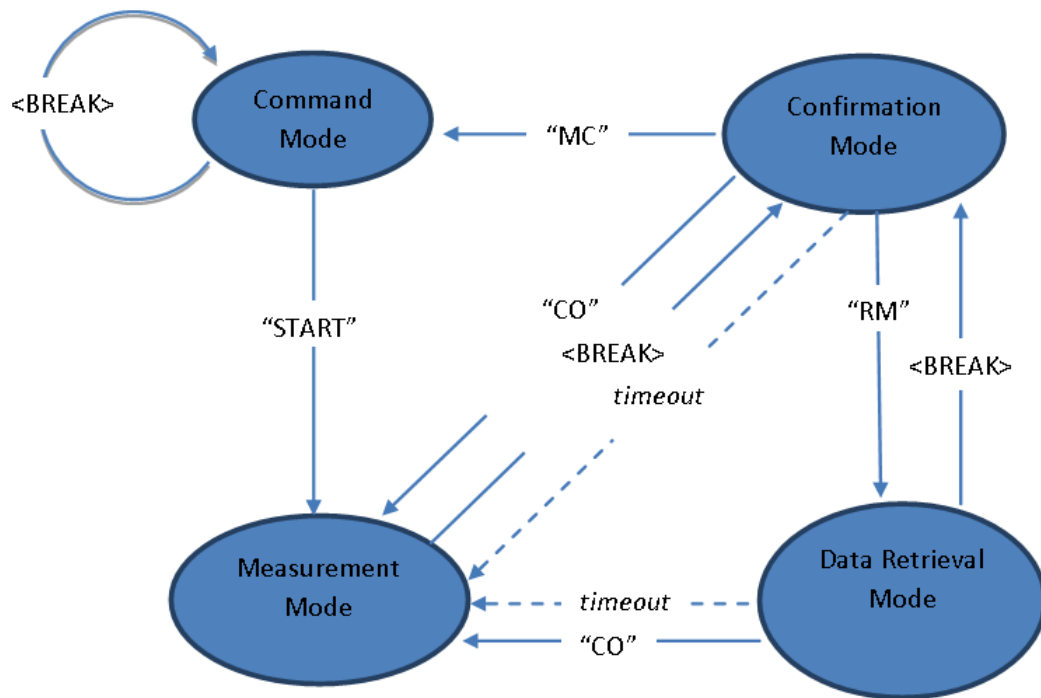 Command
Mode
Confirmation
Mode
<BREAK>
“MC”
“CO”
“RM”
“START”
<BREAK>
<BREAK>
timeout
Measurement
Mode
Data Retrieval
Mode
timeout
“CO”